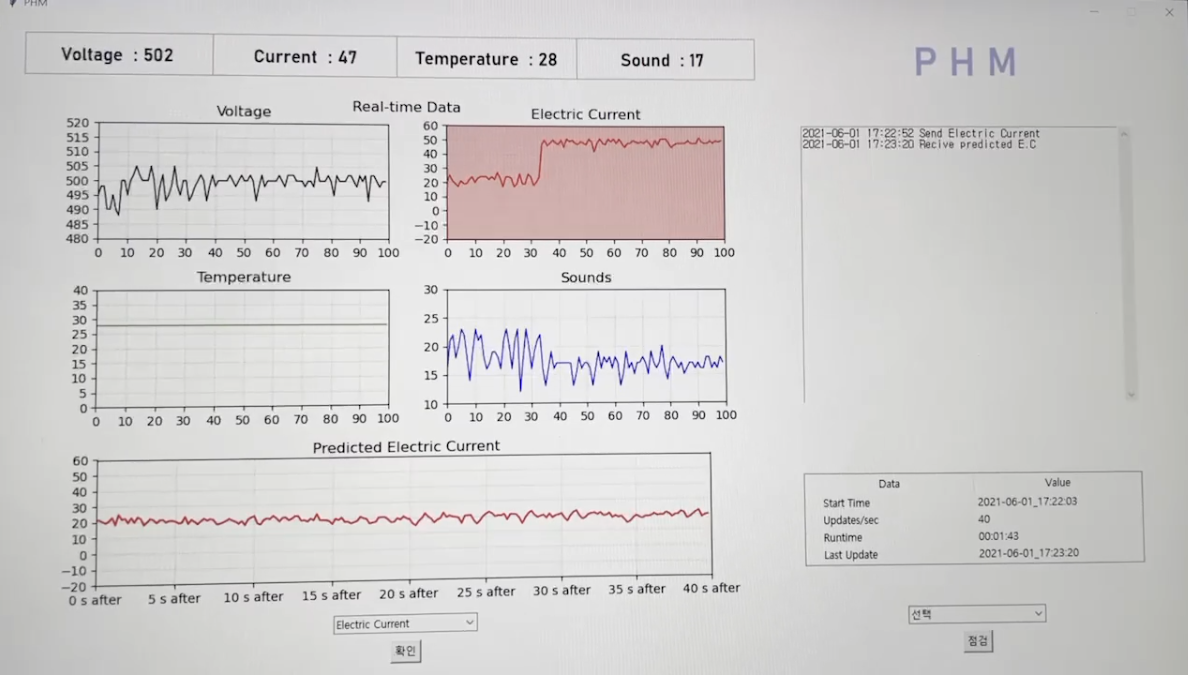 PHM
Voltage : 502
Current : 47
Temperature : 28
Sound : 17
PHM
Real-time Data
Voltage
520
515
510
505
500
495
490
485
480
0 10 20 30 40 50 60 70 80 90 100
Electric Current
60
50
40
30
20
10
0
−10
−20
0 10 20 30 40 50 60 70 80 90 100
2021-06-01 17:22:52 Send Electric Current
2021-06-01 17:23:20 Recive predicted E.C
Temperature
40
35
30
25
20
15
10
5
0
0 10 20 30 40 50 60 70 80 90 100
Sounds
30
25
20
15
10
0 10 20 30 40 50 60 70 80 90 100
Predicted Electric Current
60
50
40
30
20
10
0
−10
−20
0 s after 5 s after 10 s after 15 s after 20 s after 25 s after 30 s after 35 s after 40 s after
Data Value
Start Time 2021-06-01_17:22:03
Updates/sec 40
Runtime 00:01:43
Last Update 2021-06-01_17:23:20
Electric Current
확인
선택
점검